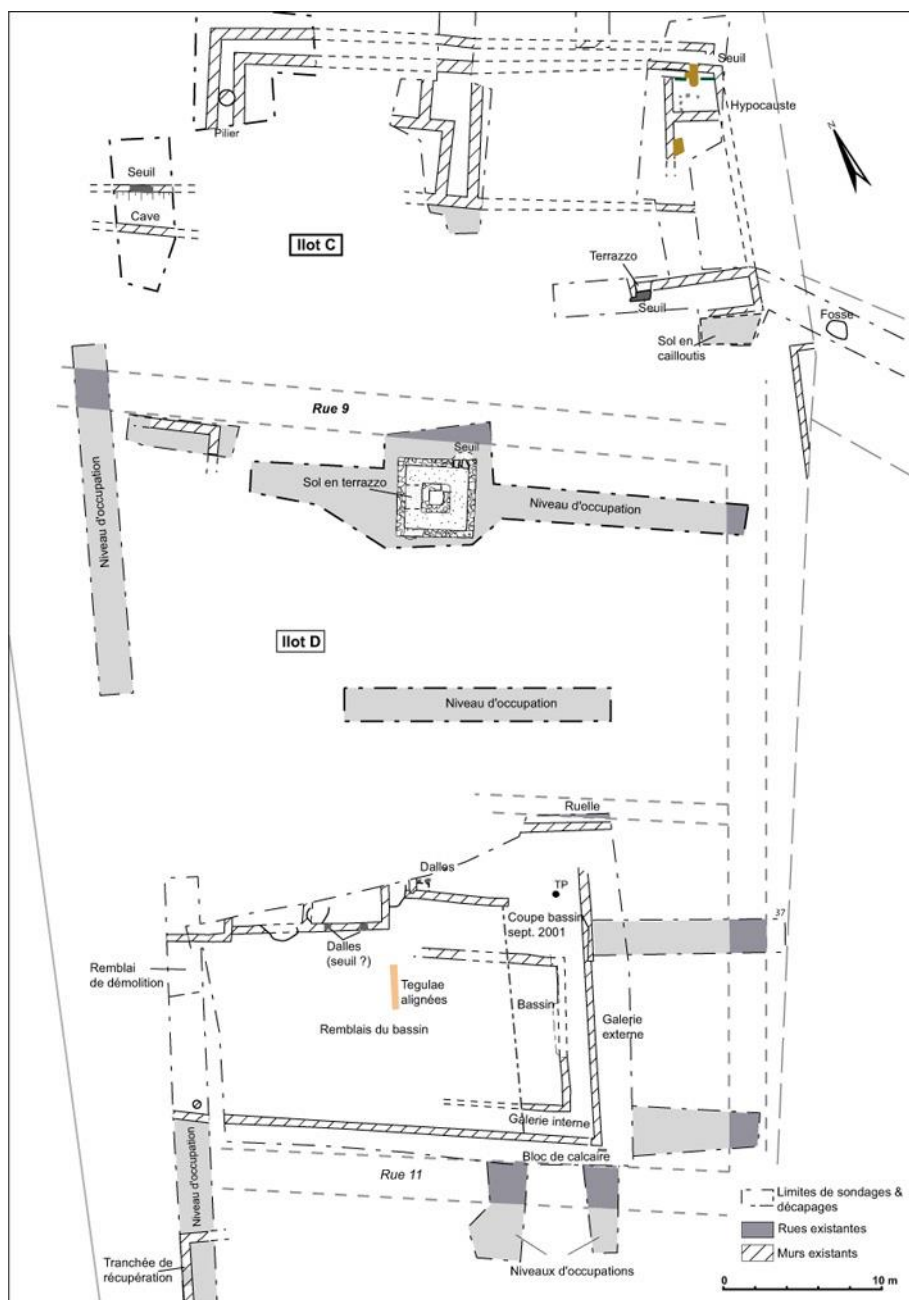 Seuil
N
Hypocauste
Pilier
Seuil
Cave
Ilot C
Terrazzo
Seuil
Fosse
Sol en
cailloutis
Rue 9
Seuil
Sol en terrazzo
Niveau d'occupation
Niveau d'occupation
Ilot D
Niveau d'occupation
Ruelle
Dalles
TP
Coupe bassin
sept. 2001
37
Dalles
(seuil ?)
Remblai
de démolition
Tegulae
alignées
Bassin
Remblais du bassin
Galerie
externe
Galerie interne
Bloc de calcaire
Niveau d'occupation
Rue 11
Tranchée de
récupération
Niveaux d'occupations
Limites de sondages &
décapages
Rues existantes
Murs existants
0 10 m